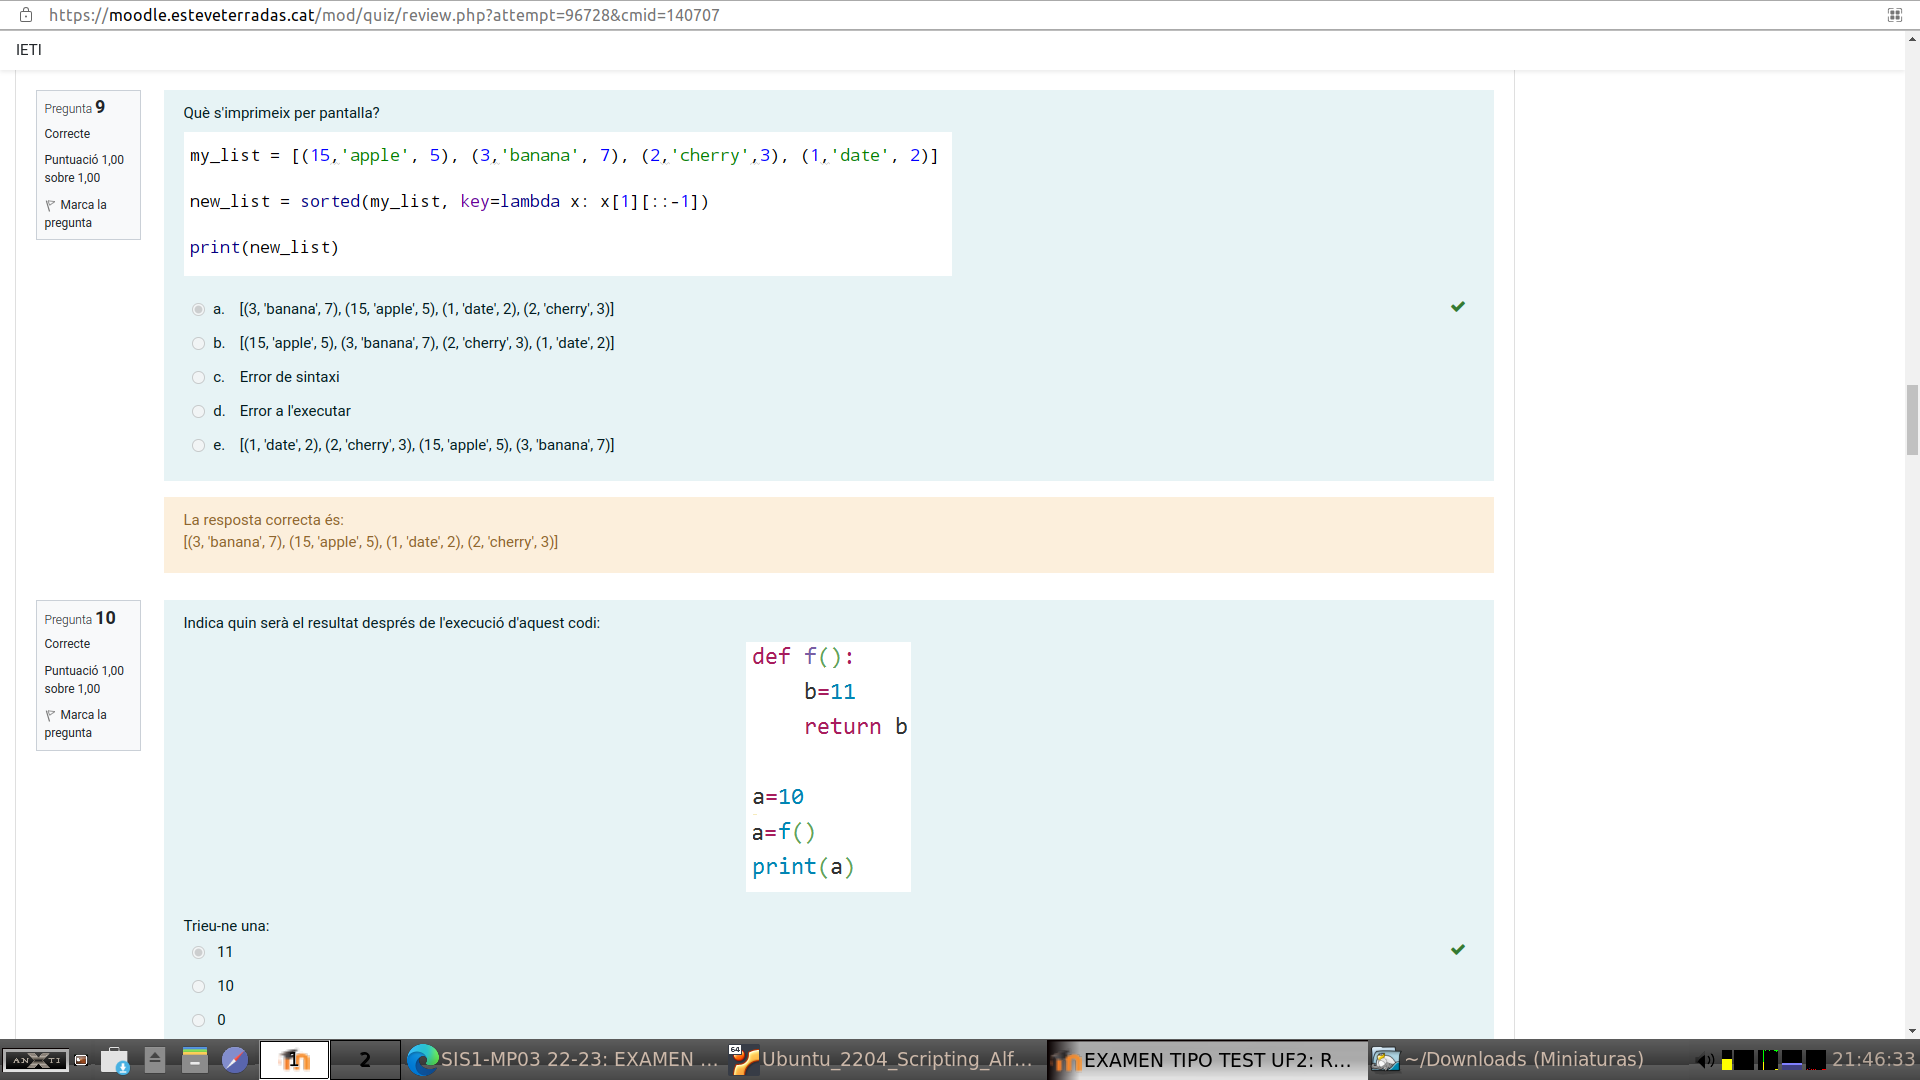 https://moodle.esteveterradas.cat/mod/quiz/review.php?attempt=96728&cmid=140707
IETI
Pregunta 9
Correcte
Puntuació 1,00
sobre 1,00
Marca la
pregunta
Què s'imprimeix per pantalla?
my_list = [(15,'apple', 5), (3,'banana', 7), (2,'cherry',3), (1,'date', 2)]
new_list = sorted(my_list, key=lambda x: x[1][::-1])
print(new_list)
a. [(3, 'banana', 7), (15, 'apple', 5), (1, 'date', 2), (2, 'cherry', 3)]
b. [(15, 'apple', 5), (3, 'banana', 7), (2, 'cherry', 3), (1, 'date', 2)]
c. Error de sintaxi
d. Error a l'executar
e. [(1, 'date', 2), (2, 'cherry', 3), (15, 'apple', 5), (3, 'banana', 7)]
La resposta correcta és:
[(3, 'banana', 7), (15, 'apple', 5), (1, 'date', 2), (2, 'cherry', 3)]
Pregunta 10
Correcte
Puntuació 1,00
sobre 1,00
Marca la
pregunta
Indica quin serà el resultat després de l'execució d'aquest codi:
def f():
b=11
return b
a=10
a=f()
print(a)
Trieu-ne una:
11
10
0
ANXTI
1
2
SIS1-MP03 22-23: EXAMEN ...
64
Ubuntu_2204_Scripting_Alf...
EXAMEN TIPO TEST UF2: R...
~/Downloads (Miniaturas)
21:46:33